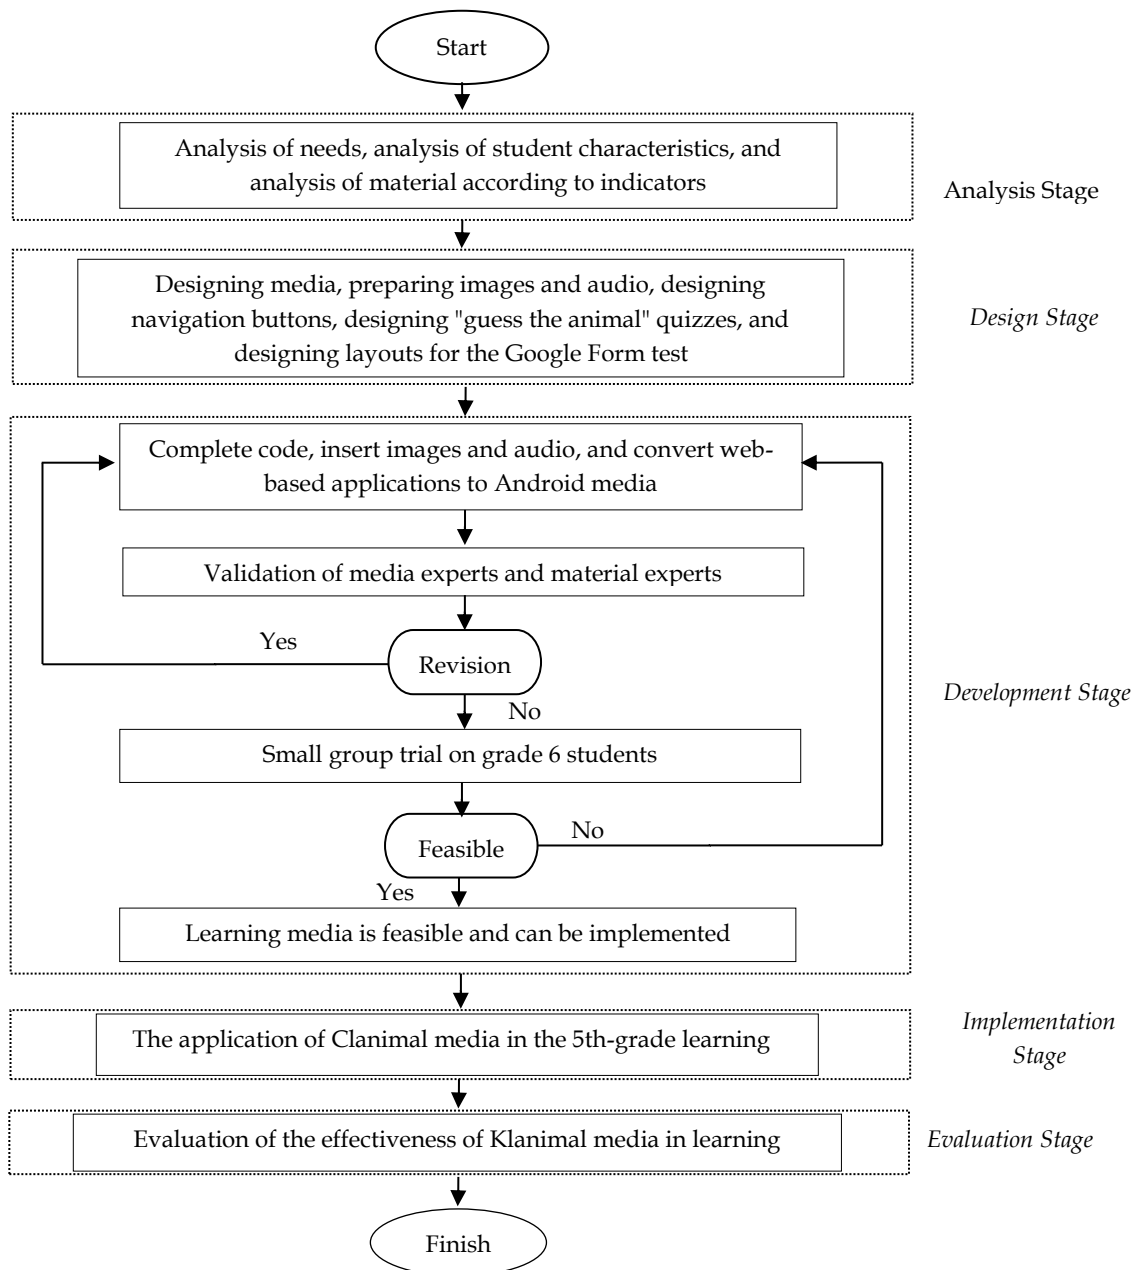 Start
Analysis of needs, analysis of student characteristics, and
analysis of material according to indicators
Analysis Stage
Designing media, preparing images and audio, designing
navigation buttons, designing "guess the animal" quizzes, and
designing layouts for the Google Form test
Design Stage
Complete code, insert images and audio, and convert web-
based applications to Android media
Validation of media experts and material experts
Yes
Revision
No
Development Stage
Small group trial on grade 6 students
Feasible
No
Yes
Learning media is feasible and can be implemented
The application of Clanimal media in the 5th-grade learning
Implementation
Stage
Evaluation of the effectiveness of Klanimal media in learning
Evaluation Stage
Finish